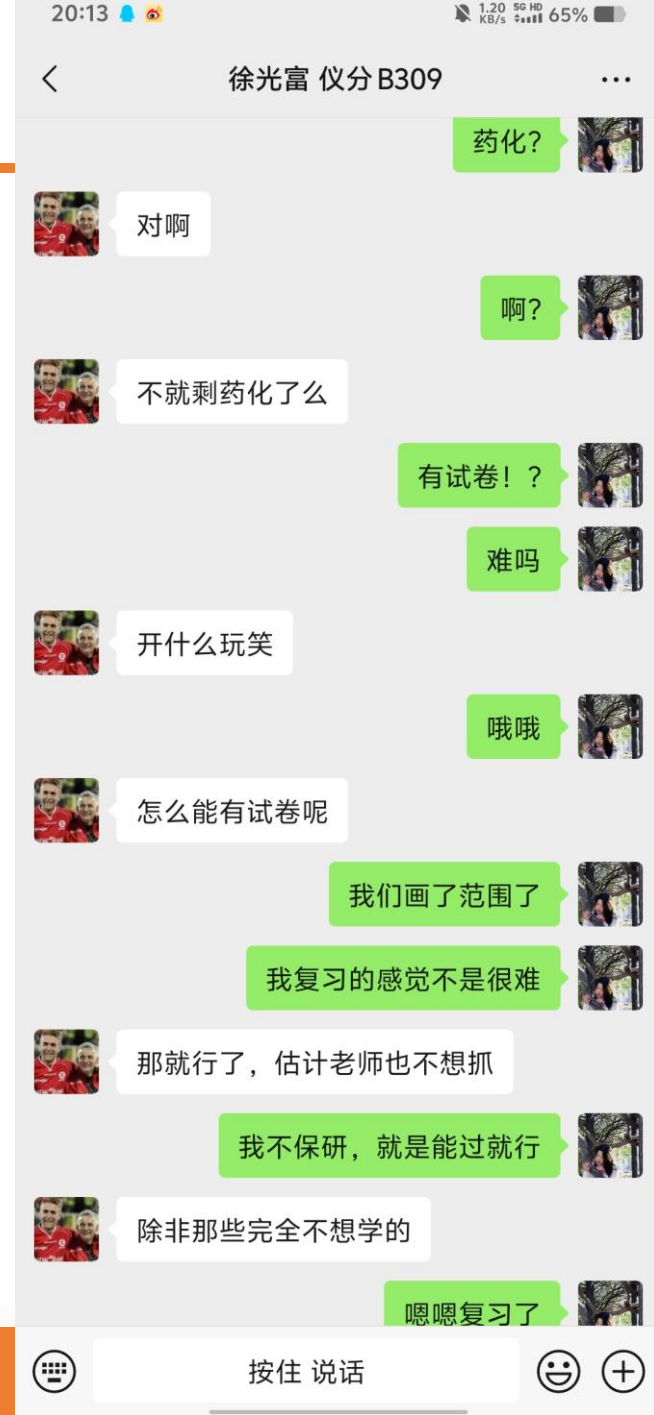 20:13
1.20 KB/s 5G HD 65%
徐光富 仪分B309
药化？
对啊
啊？
不就剩药化了么
有试卷！？
难吗
开什么玩笑
哦哦
怎么能有试卷呢
我们画了范围了
我复习的感觉不是很难
那就行了，估计老师也不想抓
我不保研，就是能过就行
除非那些完全不想学的
嗯嗯复习了
按住 说话